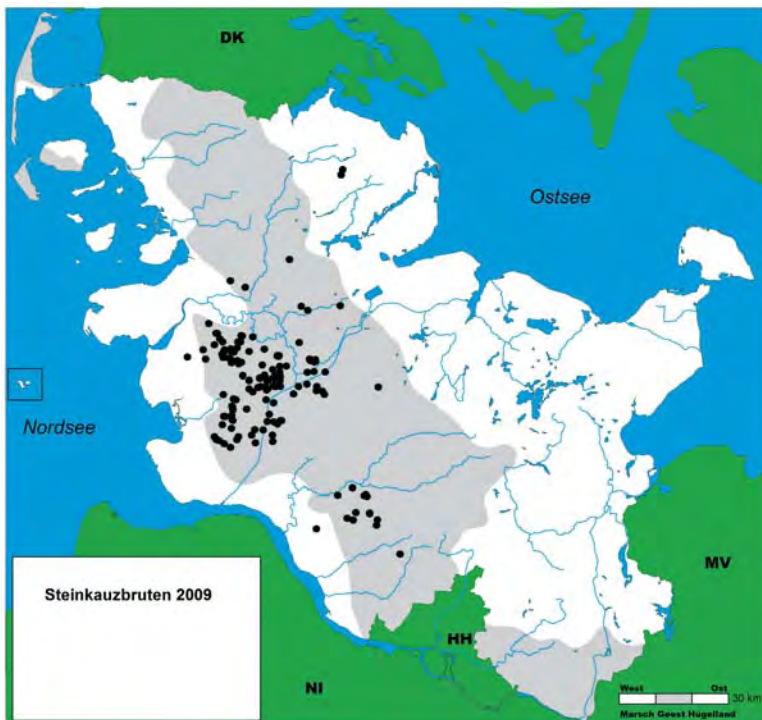 DK
Ostsee
Nordsee
MV
Steinkauzbruten 2009
HH
NI
West Ost
30 km
Marsch Geest Hügelland